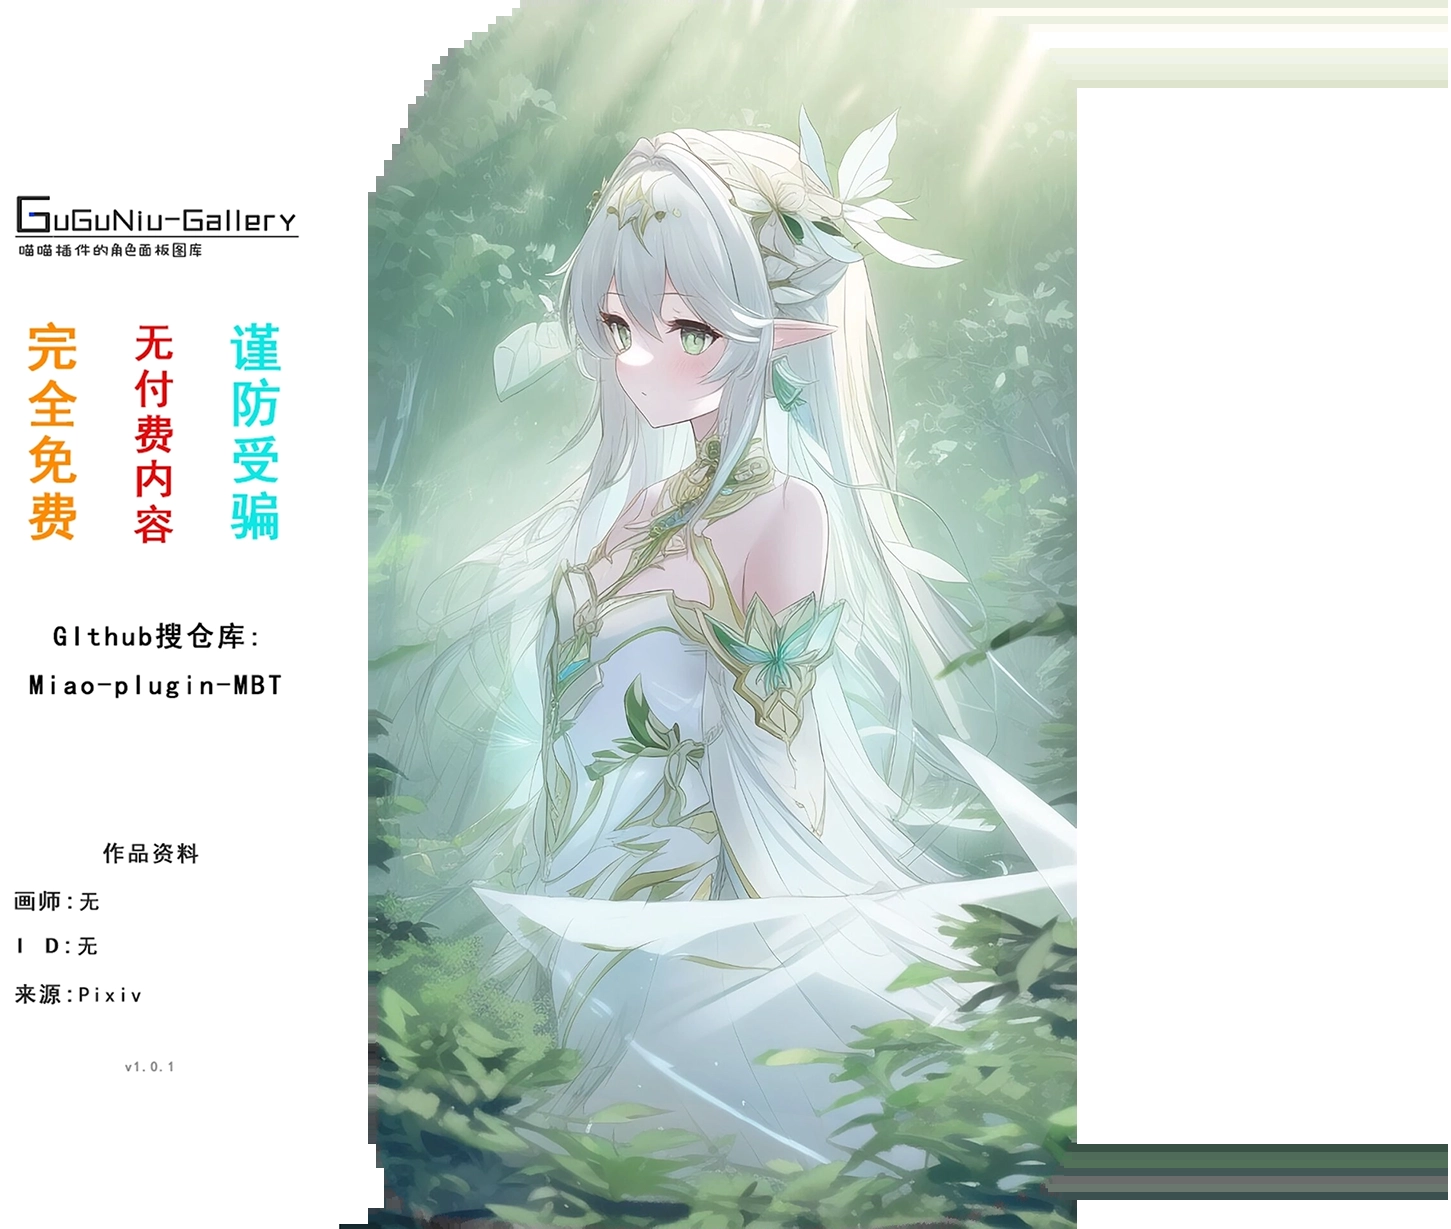 GuGuNiu-Gallery
喵喵插件的角色面板图库
完全免费
无付费内容
谨防受骗
GIthub搜仓库:
Miao-plugin-MBT
作品资料
画师:无
I D:无
来源:Pixiv
v1.0.1